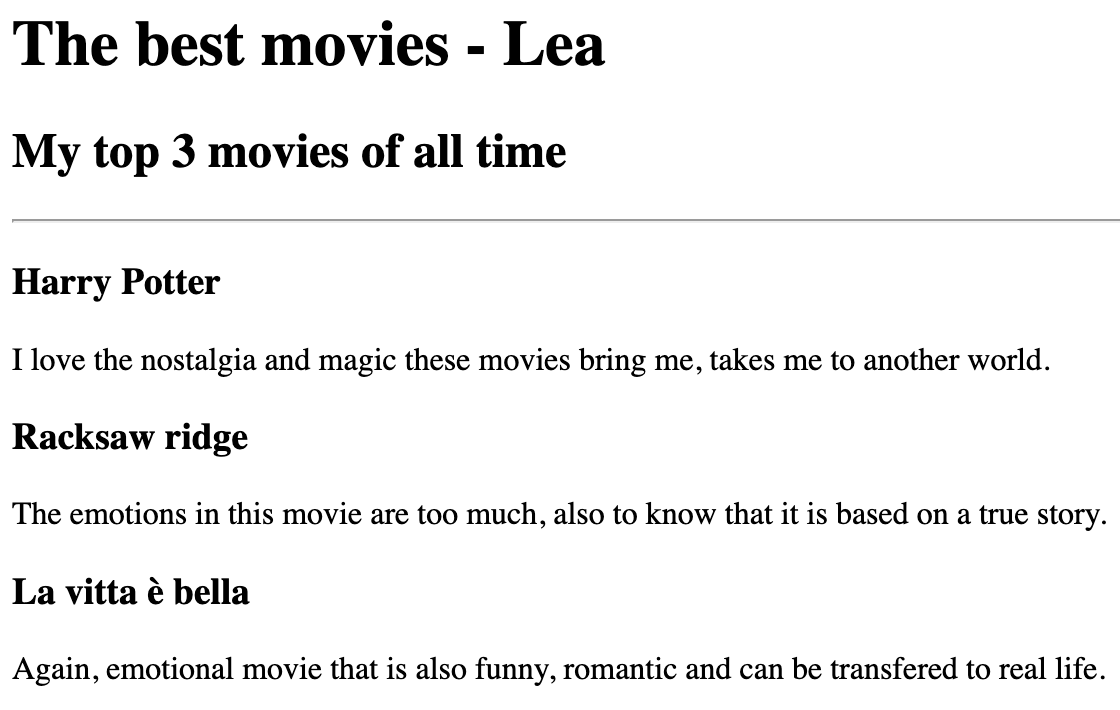 The best movies - Lea
My top 3 movies of all time
Harry Potter
I love the nostalgia and magic these movies bring me, takes me to another world.
Racksaw ridge
The emotions in this movie are too much, also to know that it is based on a true story.
La vitta è bella
Again, emotional movie that is also funny, romantic and can be transfered to real life.